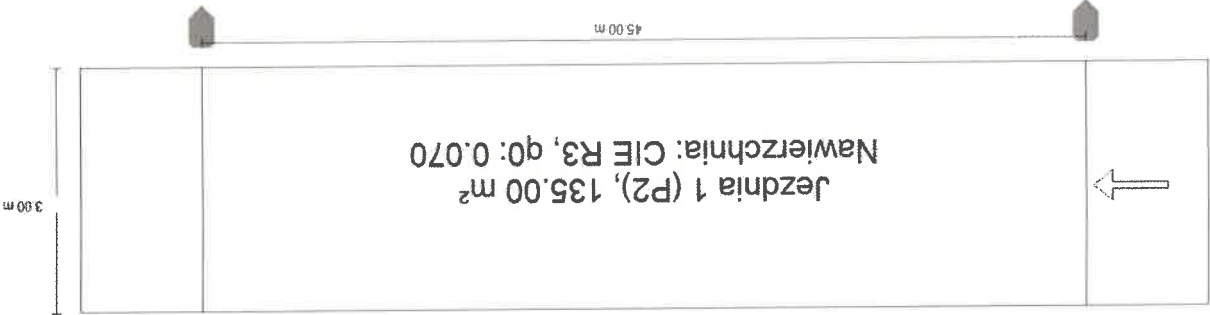 Jezdnia 1 (P2), 135.00 m²
Nawierzchnia: CIE R3, q0: 0.070
3.00 m
45.00 m